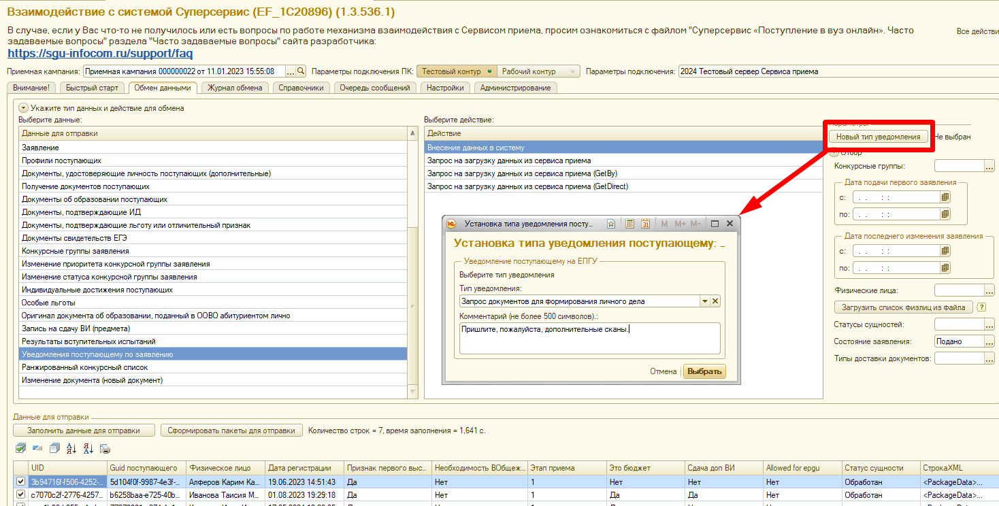 Взаимодействие с системой Суперсервис (EF_1C20896) (1.3.536.1)
В случае, если у Вас что-то не получилось или есть вопросы по работе механизма взаимодействия с Сервисом приема, просим ознакомиться с файлом "Суперсервис «Поступление в вуз онлайн». Часто
задаваемые вопросы" раздела "Часто задаваемые вопросы" сайта разработчика:
https://sgu-infocom.ru/support/faq
Все действи
Приемная кампания: Приемная кампания 000000022 от 11.01.2023 15:55:08 ... Параметры подключения ПК: Тестовый контур Рабочий контур Параметры подключения: 2024 Тестовый сервер Сервиса приема
Внимание! Быстрый старт Обмен данными Журнал обмена Справочники Очередь сообщений Настройки Администрирование
Укажите тип данных и действие для обмена
Выберите данные:
Данные для отправки
Заявление
Профили поступающих
Документы, удостоверяющие личность поступающих (дополнительные)
Получение документов поступающих
Документы об образовании поступающих
Документы, подтверждающие ИД
Документы, подтверждающие льготу или отличительный признак
Документы свидетельств ЕГЭ
Конкурсные группы заявления
Изменение приоритета конкурсной группы заявления
Изменение статуса конкурсной группы заявления
Индивидуальные достижения поступающих
Особые льготы
Оригинал документа об образовании, поданный в ООВО абитуриентом лично
Запись на сдачу ВИ (предмета)
Результаты вступительных испытаний
Уведомления поступающему по заявлению
Ранжированный конкурсный список
Изменение документа (новый документ)
Выберите действие:
Действие
Внесение данных в систему
Запрос на загрузку данных из сервиса приема
Запрос на загрузку данных из сервиса приема (GetBy)
Запрос на загрузку данных из сервиса приема (GetDirect)
Установка типа уведомления посту... 31 M M+ M-
Установка типа уведомления поступающему: _
Уведомление поступающему на ЕПГУ
Выберите тип уведомления
Тип уведомления:
Запрос документов для формирования личного дела
Комментарий (не более 500 символов).:
Пришлите, пожалуйста, дополнительные сканы.
Отмена Выбрать
Параметры
Новый тип уведомления Не выбран
Отбор
Конкурсные группы: ...
Дата подачи первого заявления
с: . . : :
по: . . : :
Дата последнего изменения заявления
с: . . : :
по: . . : :
Физические лица: ...
Загрузить список физлиц из файла ?
Статусы сущностей: ...
Состояние заявления: Подано ...
Типы доставки документов: ...
Данные для отправки
Заполнить данные для отправки Сформировать пакеты для отправки Количество строк = 7, время заполнения = 1,641 с.
UID Guid поступающего Физическое лицо Дата регистрации Признак первого выс... Необходимость ВОбщеж... Этап приема Это бюджет Сдача доп ВИ Allowed for epgu Статус сущности СтрокаXML
3b94716f-f506-4252-... 5d104f0f-9987-4e3f-... Алферов Карим Ка... 19.06.2023 14:51:43 Да Нет 1 Нет Нет Нет Обработан <PackageData>...
c7070c2f-2776-4257... b6258baa-e725-40b... Иванова Таисия М... 01.08.2023 19:29:18 Да Нет 1 Да Да Нет Обработан <PackageData>...